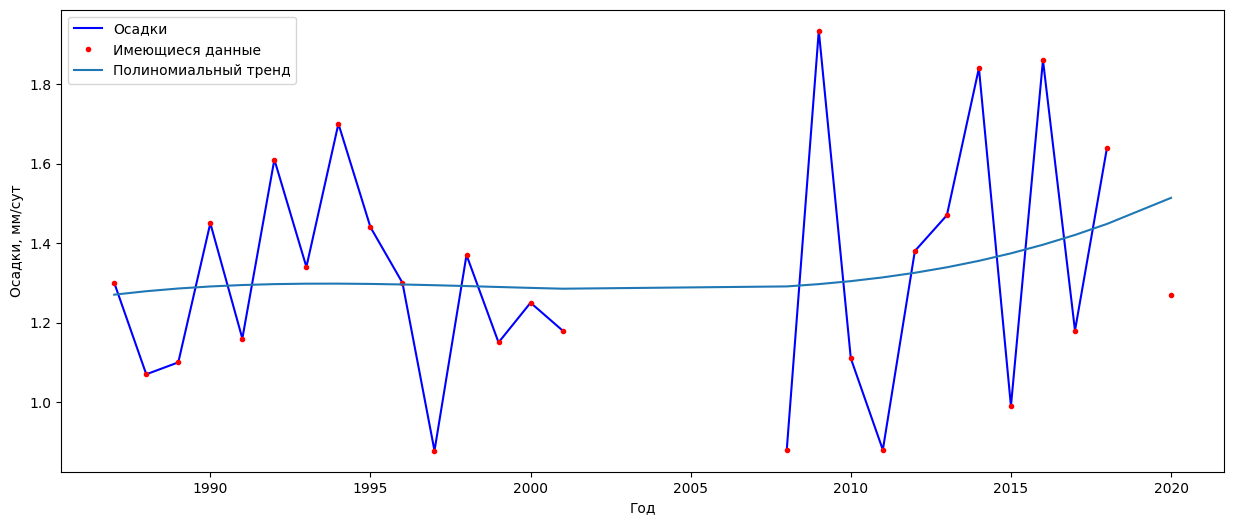 Осадки
Имеющиеся данные
Полиномиальный тренд
Осадки, мм/сут
1.8
1.6
1.4
1.2
1.0
1990 1995 2000 2005 2010 2015 2020
Год